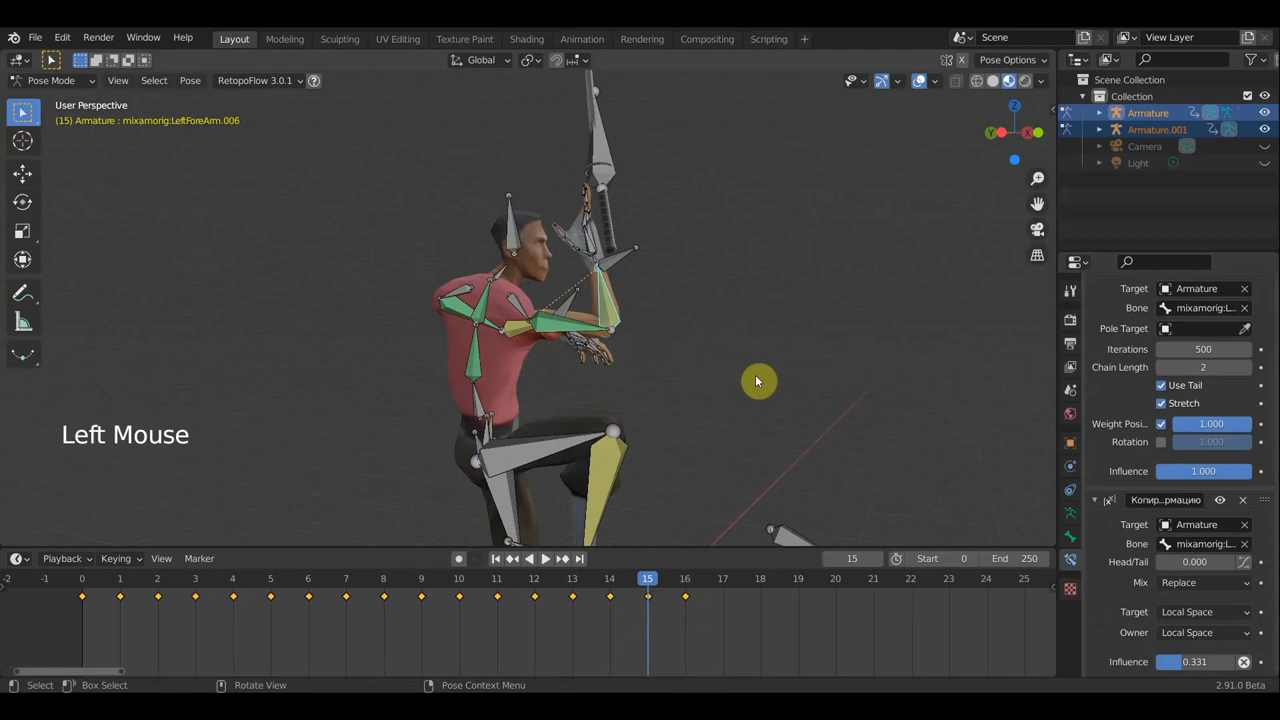 File Edit Render Window Help Layout Modeling Sculpting UV Editing Texture Paint Shading Animation Rendering Compositing Scripting + Scene View Layer
Global Pose Options
Pose Mode View Select Pose RetopoFlow 3.0.1
User Perspective
(15) Armature : mixamorig:LeftForeArm.006
Scene Collection
Collection
Armature
Armature.001
Camera
Light
Target Armature
Bone mixamorig:L...
Pole Target
Iterations 500
Chain Length 2
Use Tail
Stretch
Weight Posi... 1.000
Rotation 1.000
Influence 1.000
Копир...рмацию
Target Armature
Bone mixamorig:L...
Head/Tail 0.000
Mix Replace
Target Local Space
Owner Local Space
Influence 0.331
Z
Y X
Left Mouse
Playback Keying View Marker 15 Start 0 End 250
-2 -1 0 1 2 3 4 5 6 7 8 9 10 11 12 13 14 15 16 17 18 19 20 21 22 23 24 25
Select Box Select Rotate View Pose Context Menu 2.91.0 Beta